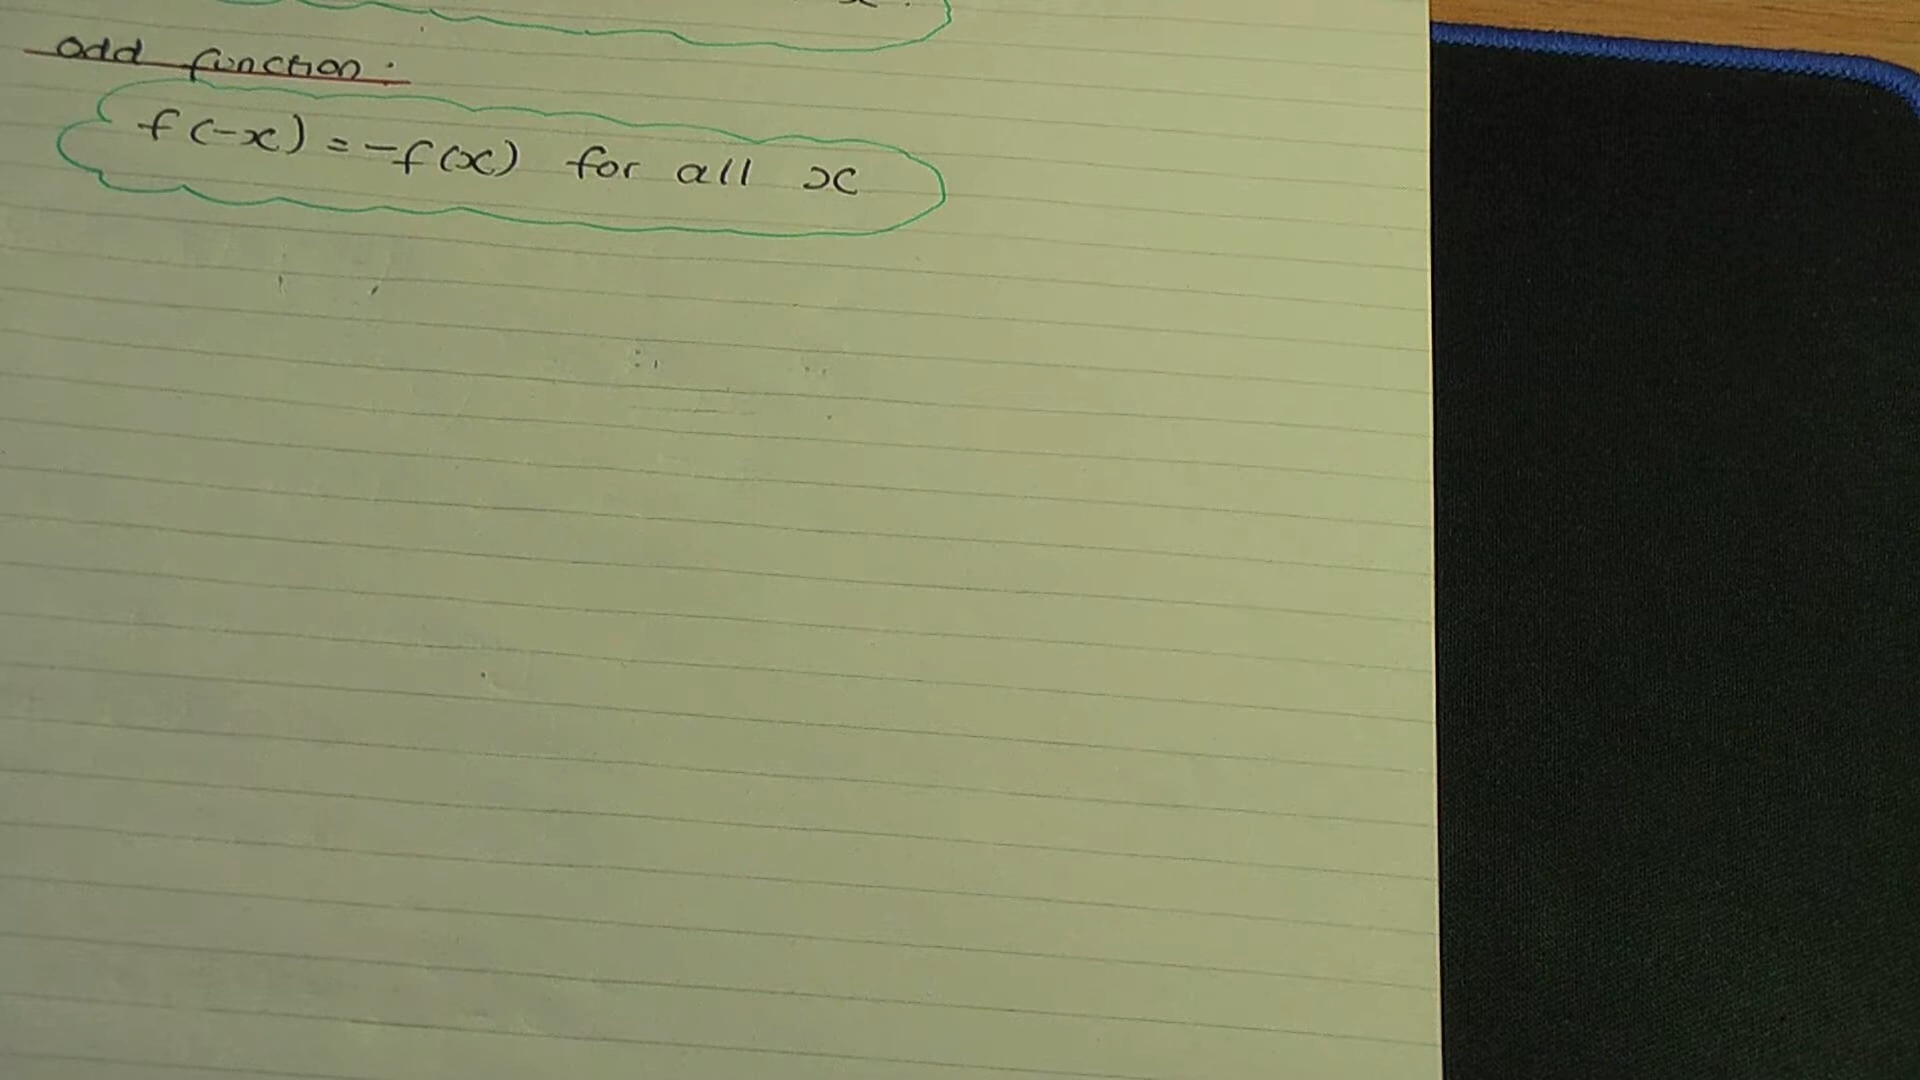 odd function :
f(-x) = -f(x) for all x